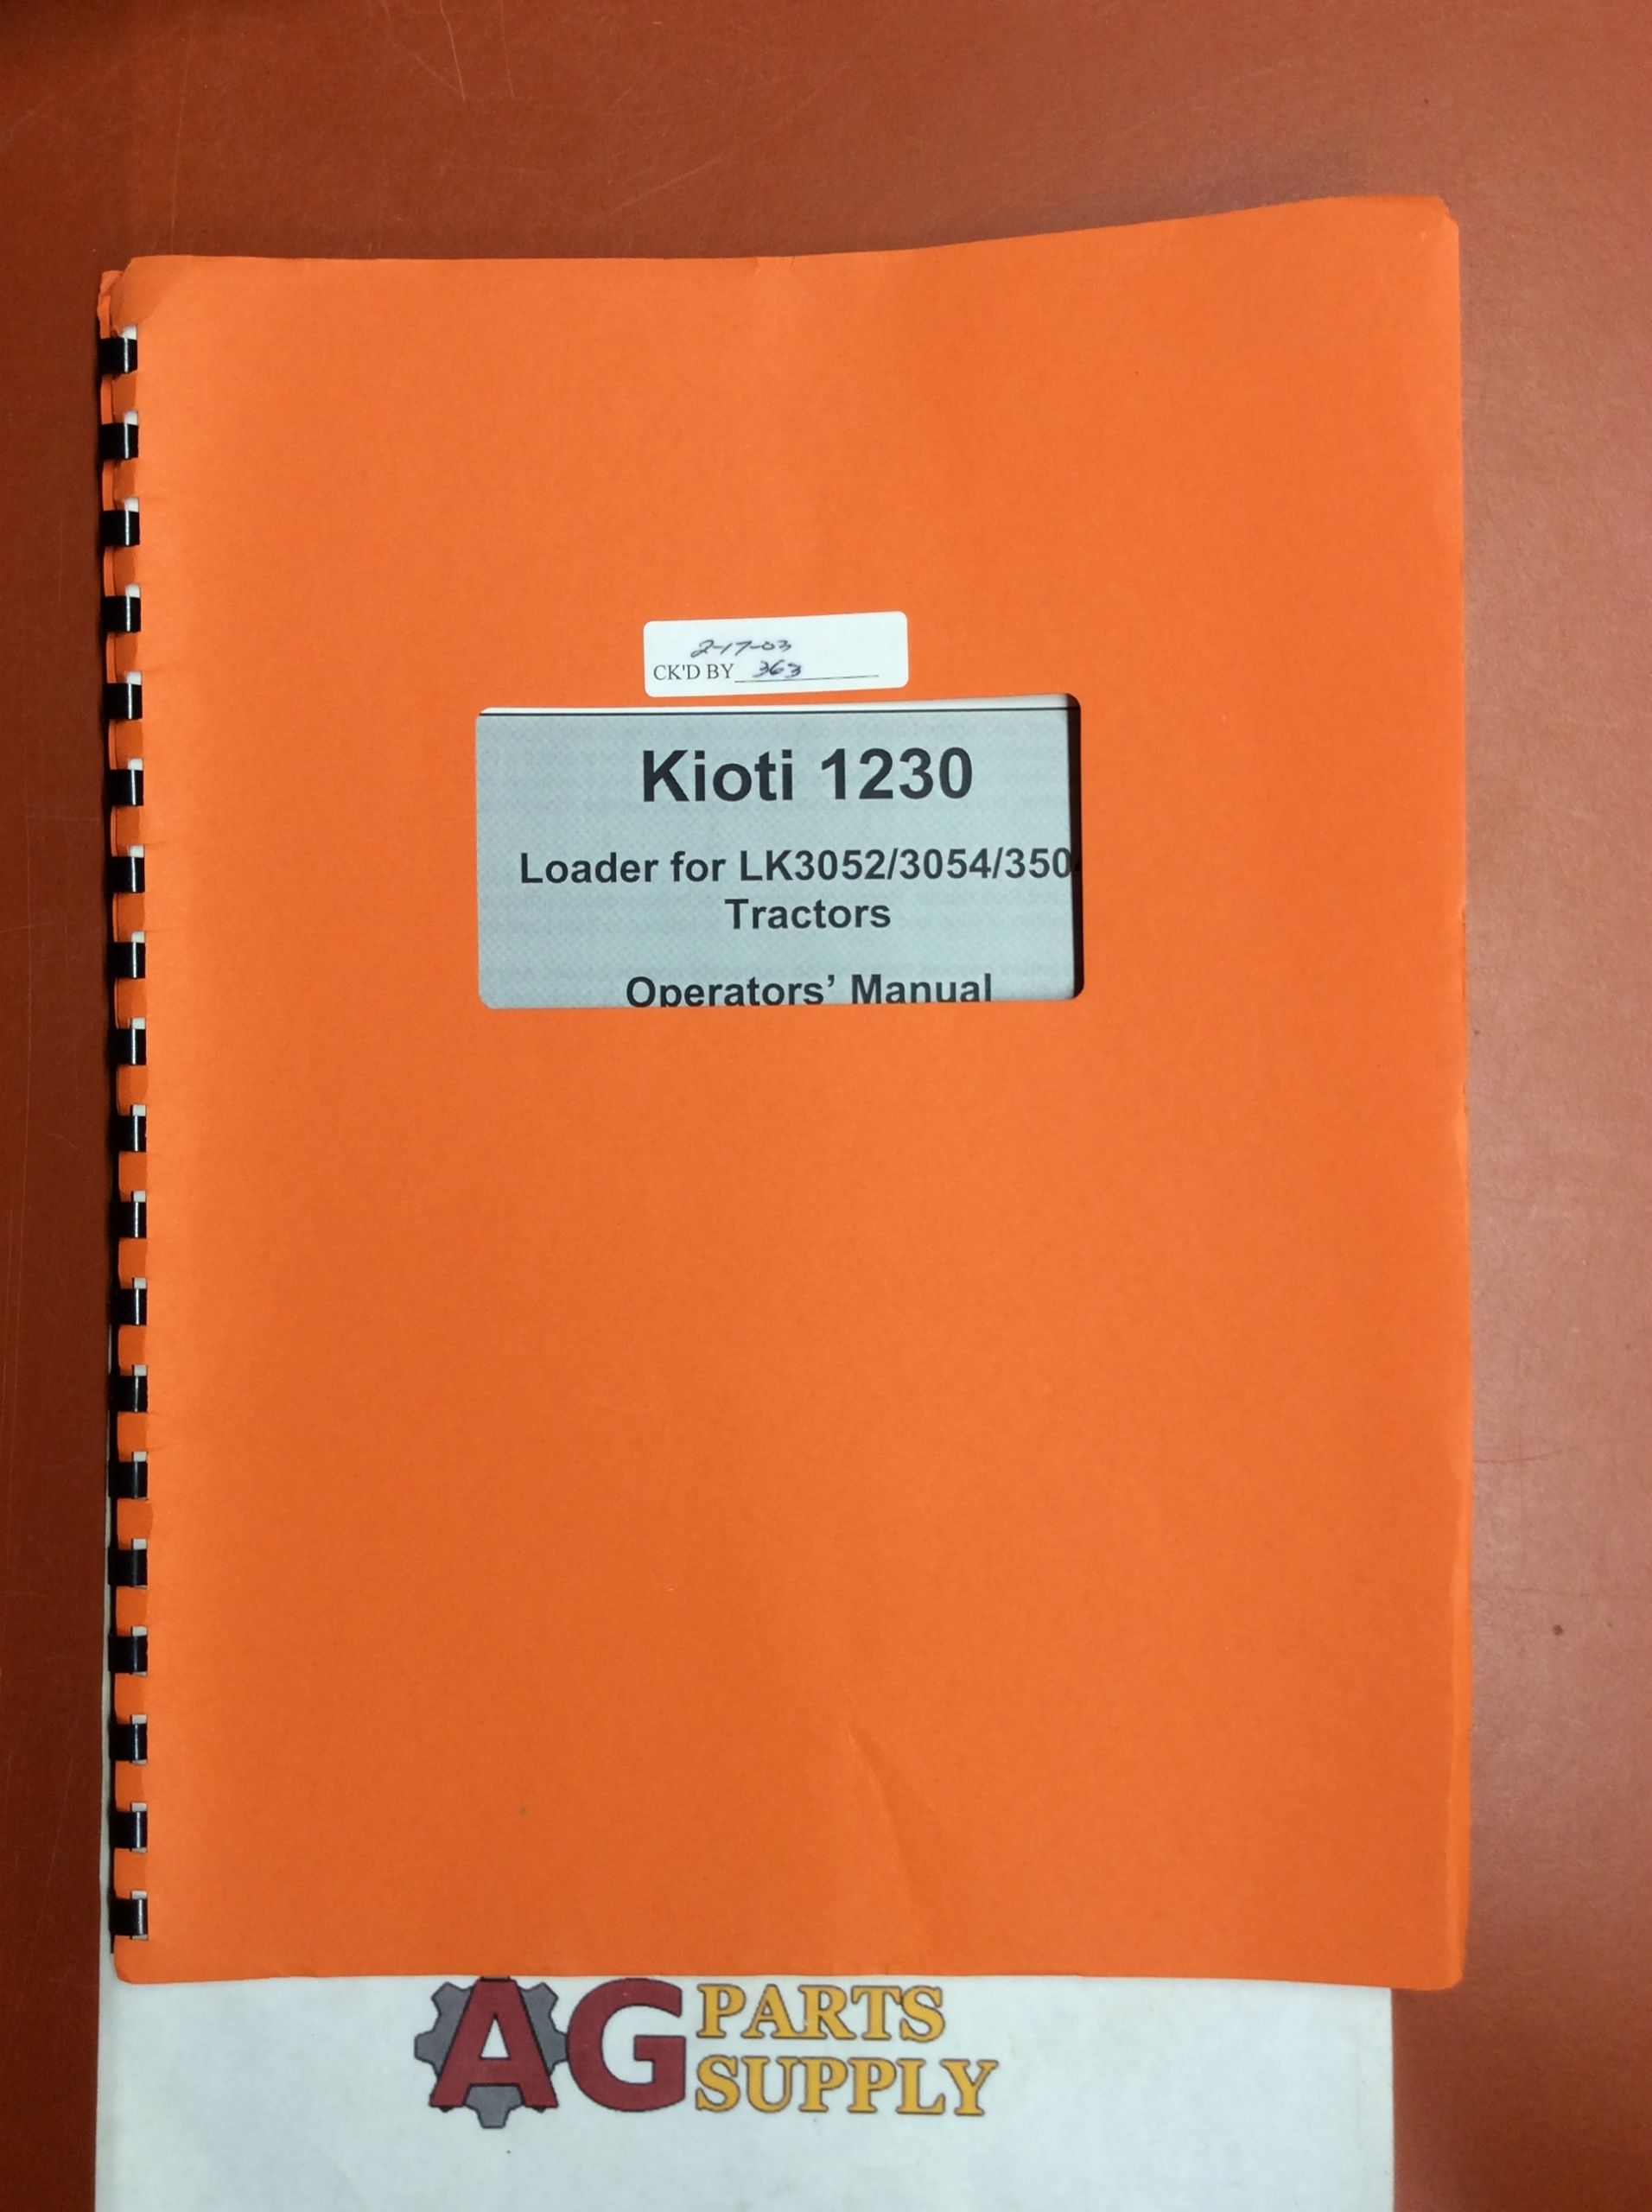 2-17-03
CK'D BY 363
Kioti 1230
Loader for LK3052/3054/350
Tractors
Operators' Manual
AG PARTS
SUPPLY